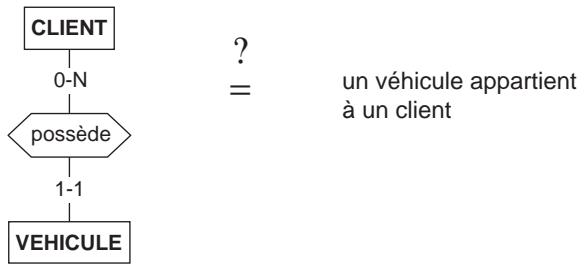 CLIENT
0-N
possède
1-1
VEHICULE
?
=
un véhicule appartient
à un client